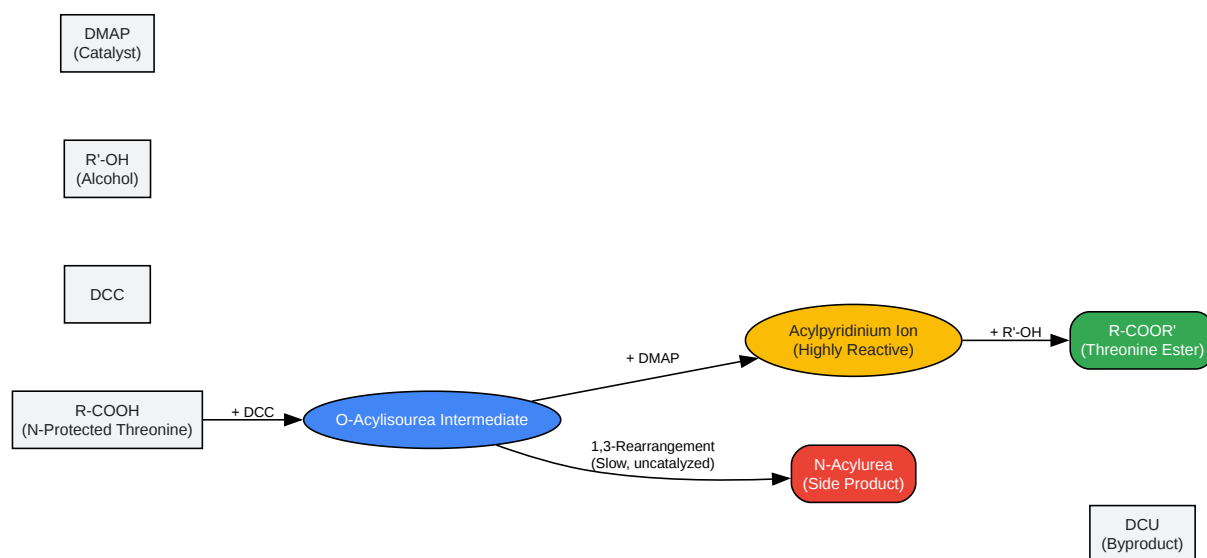 DMAP
(Catalyst)
R'-OH
(Alcohol)
DCC
R-COOH
(N-Protected Threonine)
+ DCC
O-Acylisourea Intermediate
+ DMAP
Acylpyridinium Ion
(Highly Reactive)
+ R'-OH
R-COOR'
(Threonine Ester)
1,3-Rearrangement
(Slow, uncatalyzed)
N-Acylurea
(Side Product)
DCU
(Byproduct)